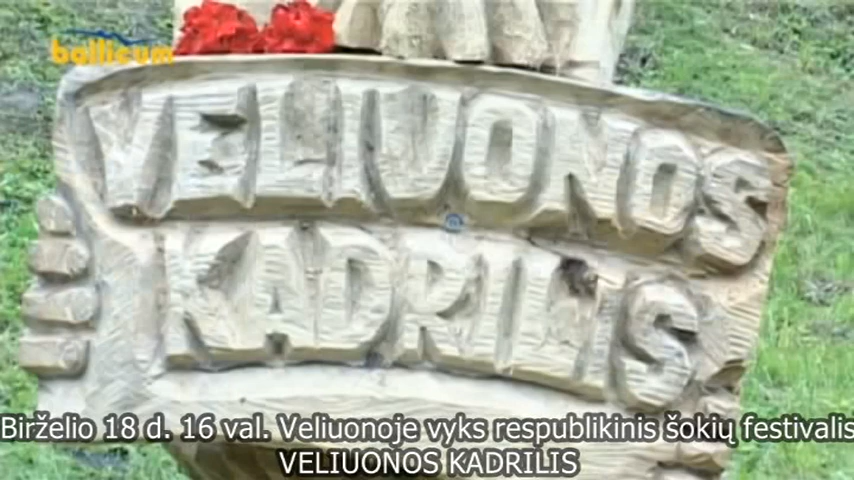 balticum
VELIUONOS
KADRILIS
Birželio 18 d. 16 val. Veliuonoje vyks respublikinis šokių festivalis
VELIUONOS KADRILIS